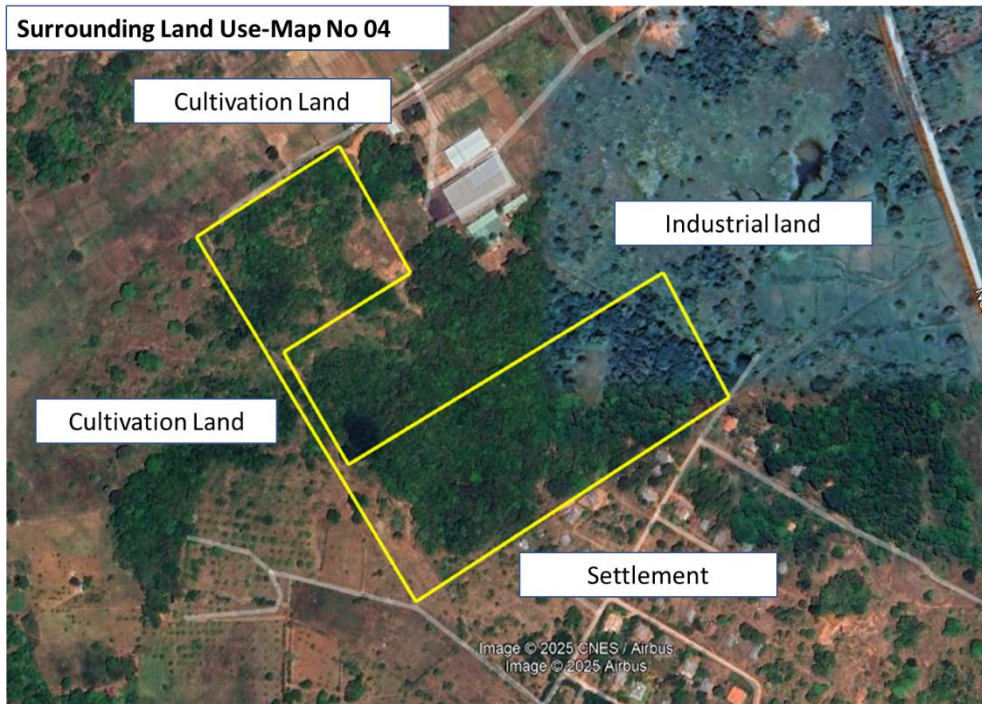 Surrounding Land Use-Map No 04
Cultivation Land
Industrial land
Cultivation Land
Settlement
Image © 2025 CNES / Airbus
Image © 2025 Airbus